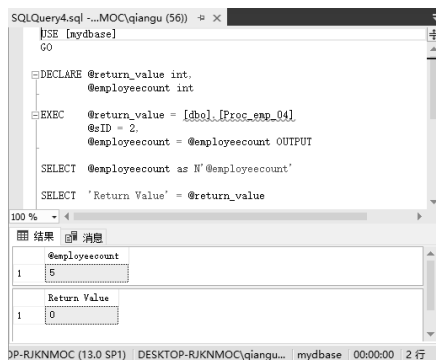 SQLQuery4.sql -...MOC\qiangu (56))
USE [mydbase]
GO
DECLARE @return_value int,
@employeecount int
EXEC @return_value = [dbo].[Proc_emp_04]
@sID = 2,
@employeecount = @employeecount OUTPUT
SELECT @employeecount as N'@employeecount'
SELECT 'Return Value' = @return_value
100 %
结果 消息
@employeecount
1 5
Return Value
1 0
OP-RJKNMOC (13.0 SP1) DESKTOP-RJKNMOC\qiangu... mydbase 00:00:00 2 行